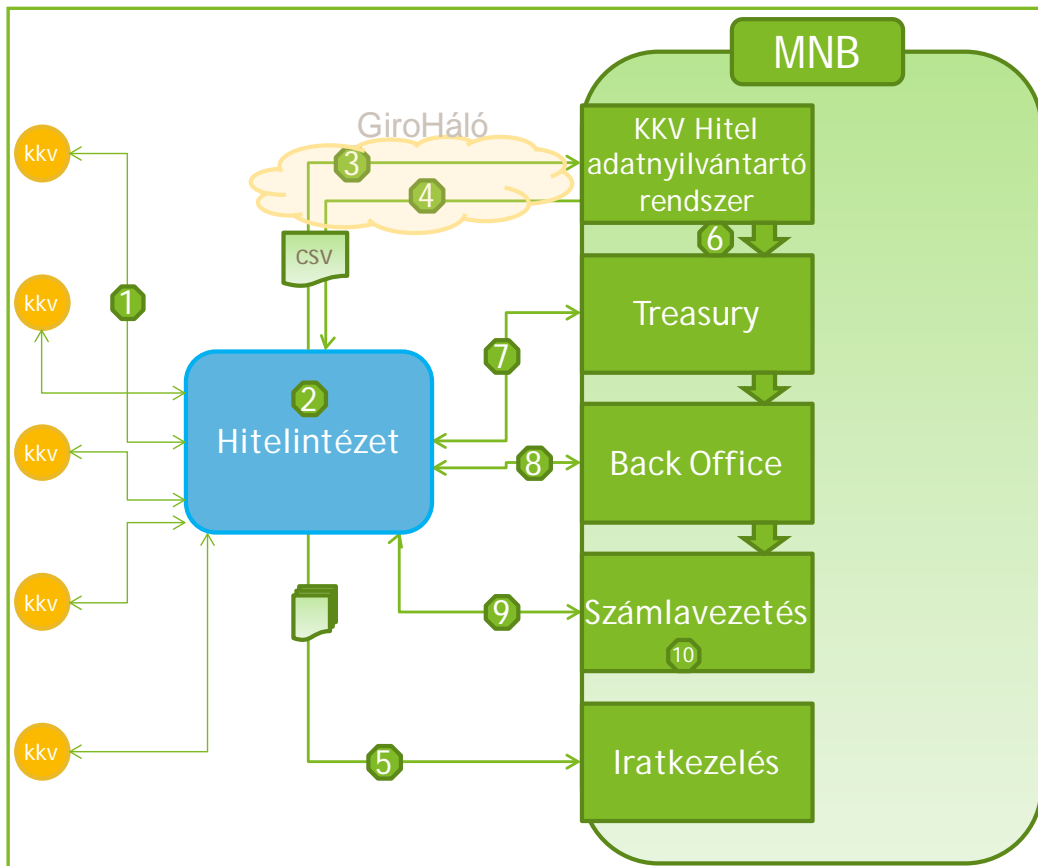 MNB
GiroHáló
kkv
3
KKV Hitel
adatnyilvántartó
rendszer
4
6
CSV
kkv
1
Treasury
7
2
Hitelintézet
kkv
8
Back Office
kkv
9
Számlavezetés
10
kkv
5
Iratkezelés